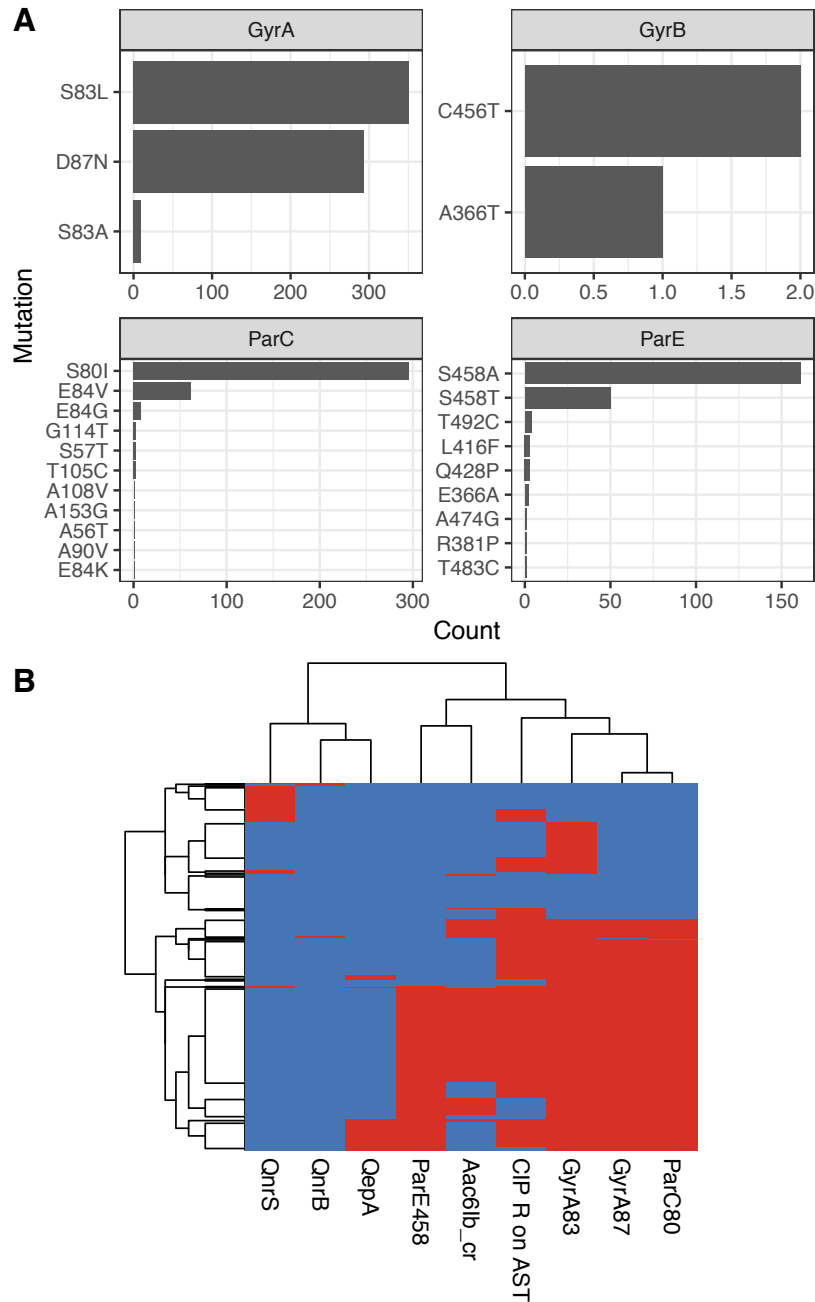 A
GyrA
GyrB
S83L
D87N
S83A
C456T
A366T
0 100 200 300
0.0 0.5 1.0 1.5 2.0
Mutation
ParC
ParE
S80I
E84V
E84G
G114T
S57T
T105C
A108V
A153G
A56T
A90V
E84K
S458A
S458T
T492C
L416F
Q428P
E366A
A474G
R381P
T483C
0 100 200 300
0 50 100 150
Count
B
QnrS
QnrB
QepA
ParE458
Aac6Ib_cr
CIP R on AST
GyrA83
GyrA87
ParC80